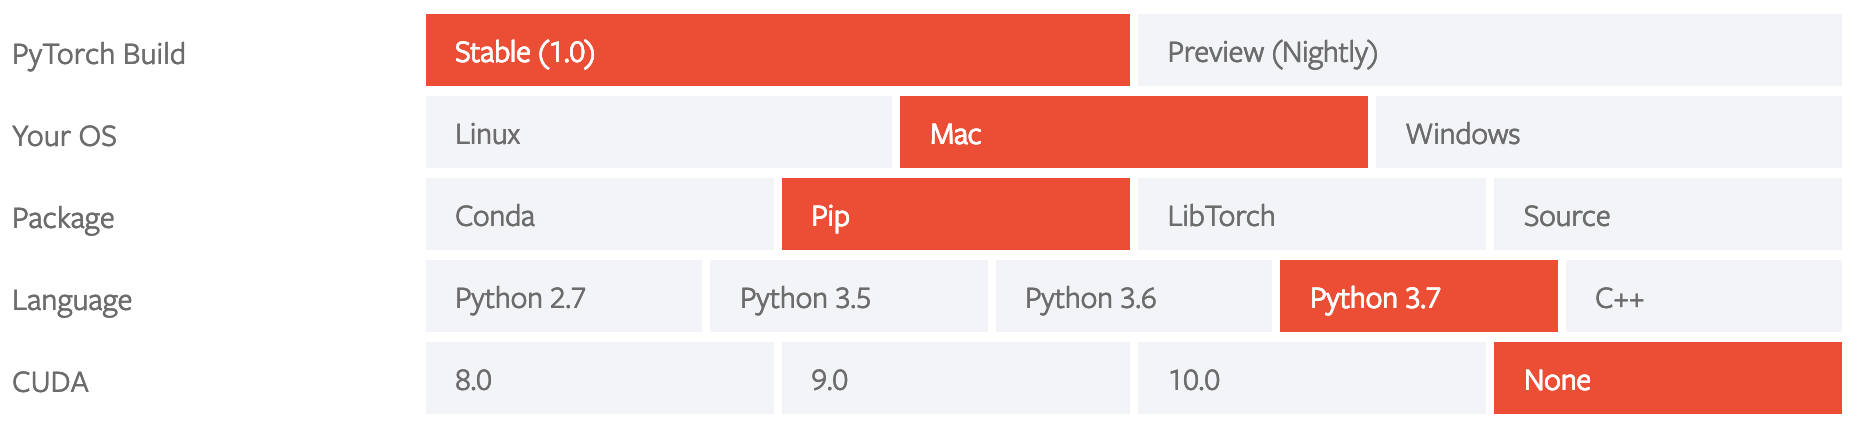 PyTorch Build Stable (1.0) Preview (Nightly)
Your OS Linux Mac Windows
Package Conda Pip LibTorch Source
Language Python 2.7 Python 3.5 Python 3.6 Python 3.7 C++
CUDA 8.0 9.0 10.0 None